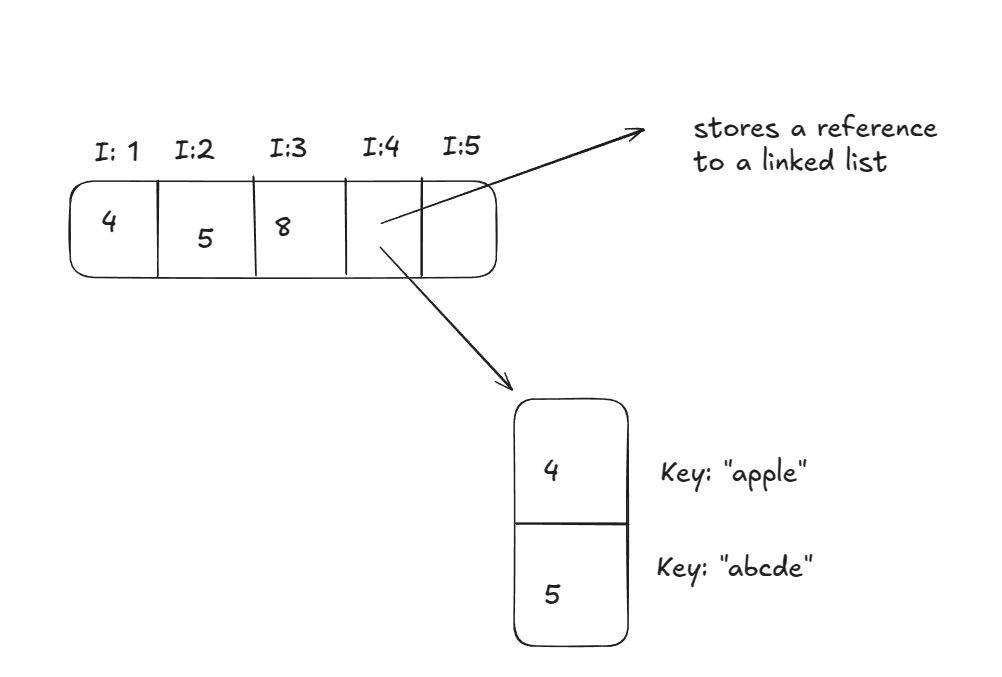 I: 1 I:2 I:3 I:4 I:5
stores a reference
to a linked list
4 5 8
4 Key: "apple"
5 Key: "abcde"